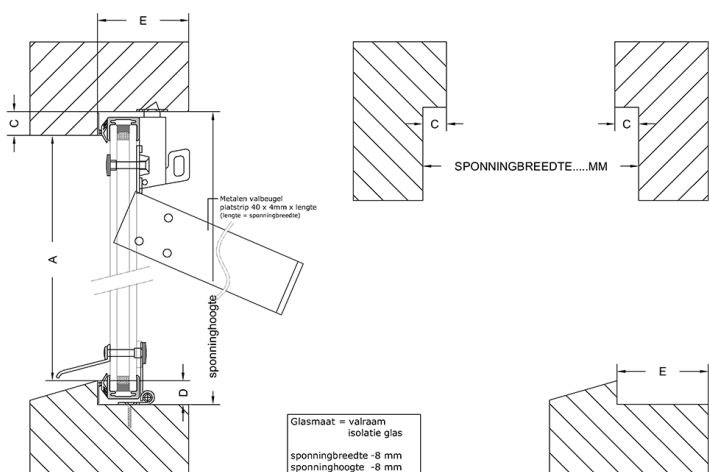 E
C
C
C
SPONNINGBREEDTE.....MM
Metalen valbeugel
platstrip 40 x 4mm x lengte
(lengte = sponningbreedte)
A
sponninghoogte
D
E
Glasmaat = valraam
isolatie glas
sponningbreedte -8 mm
sponninghoogte -8 mm